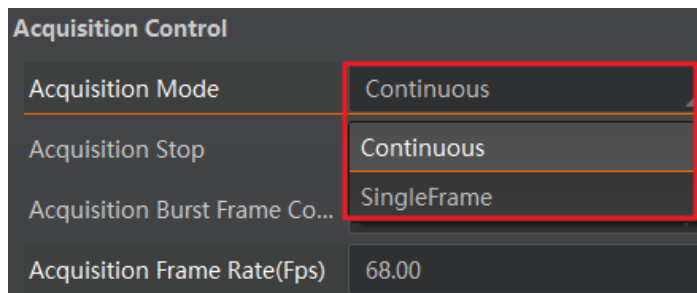 Acquisition Control
Acquisition Mode Continuous
Acquisition Stop Continuous
Acquisition Burst Frame Co... SingleFrame
Acquisition Frame Rate(Fps) 68.00